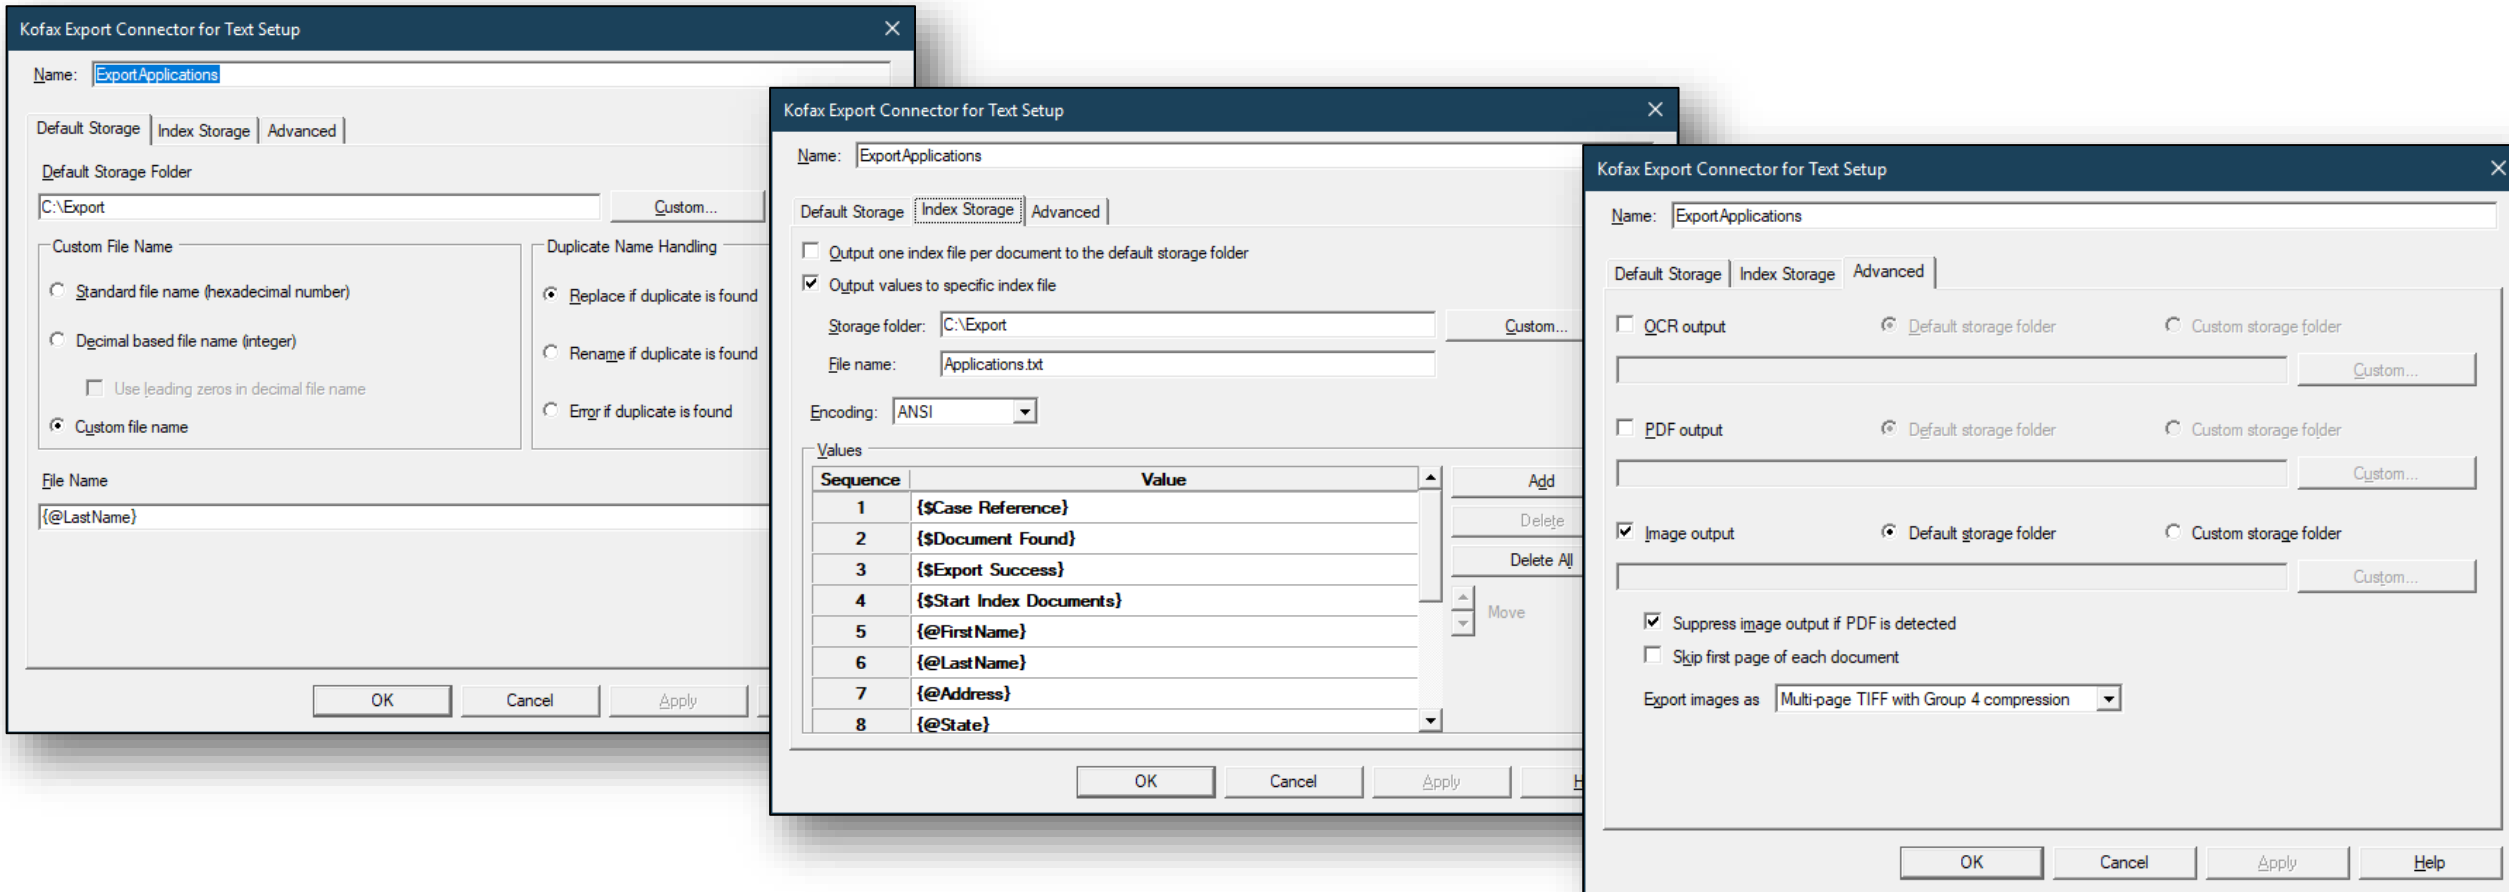 Kofax Export Connector for Text Setup
Name: ExportApplications
Default Storage Index Storage Advanced
Default Storage Folder
C:\Export Custom...
Custom File Name Duplicate Name Handling
Standard file name (hexadecimal number) Replace if duplicate is found
Decimal based file name (integer) Rename if duplicate is found
Use leading zeros in decimal file name
Custom file name Error if duplicate is found
File Name
{@LastName}
OK Cancel Apply
Kofax Export Connector for Text Setup
Name: ExportApplications
Default Storage Index Storage Advanced
Output one index file per document to the default storage folder
Output values to specific index file
Storage folder: C:\Export Custom...
File name: Applications.txt
Encoding: ANSI
Values
Sequence Value Add
1 {$Case Reference}
2 {$Document Found} Delete
3 {$Export Success} Delete All
4 {$Start Index Documents} Move
5 {@FirstName}
6 {@LastName}
7 {@Address}
8 {@State}
OK Cancel Apply
Kofax Export Connector for Text Setup
Name: ExportApplications
Default Storage Index Storage Advanced
OCR output Default storage folder Custom storage folder
Custom...
PDF output Default storage folder Custom storage folder
Custom...
Image output Default storage folder Custom storage folder
Custom...
Suppress image output if PDF is detected
Skip first page of each document
Export images as Multi-page TIFF with Group 4 compression
OK Cancel Apply Help